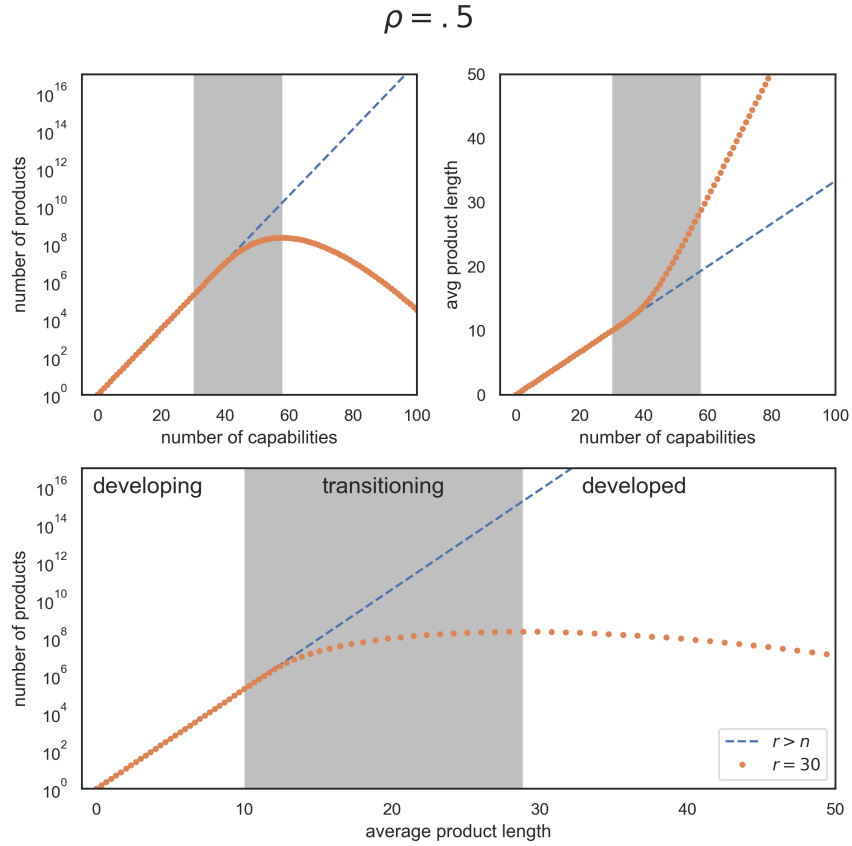 ρ = .5
number of products
10^16
10^14
10^12
10^10
10^8
10^6
10^4
10^2
10^0
0 20 40 60 80 100
number of capabilities
avg product length
50
40
30
20
10
0
0 20 40 60 80 100
number of capabilities
number of products
10^16
10^14
10^12
10^10
10^8
10^6
10^4
10^2
10^0
developing transitioning developed
r > n
r = 30
0 10 20 30 40 50
average product length